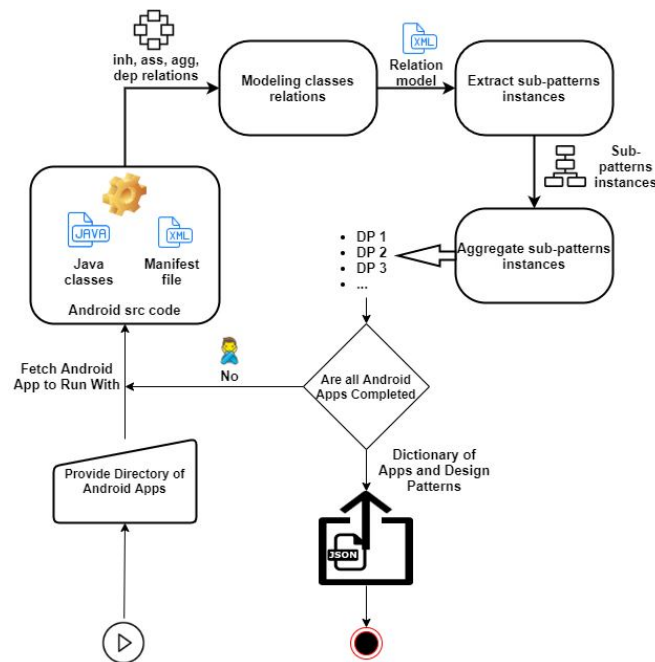 inh, ass, agg,
dep relations
Modeling classes
relations
Relation
model
XML
Extract sub-patterns
instances
Sub-
patterns
instances
JAVA
XML
Java
classes
Manifest
file
Android src code
• DP 1
• DP 2
• DP 3
• ...
Aggregate sub-patterns
instances
Fetch Android
App to Run With
No
Are all Android
Apps Completed
Provide Directory of
Android Apps
Dictionary of
Apps and Design
Patterns
JSON